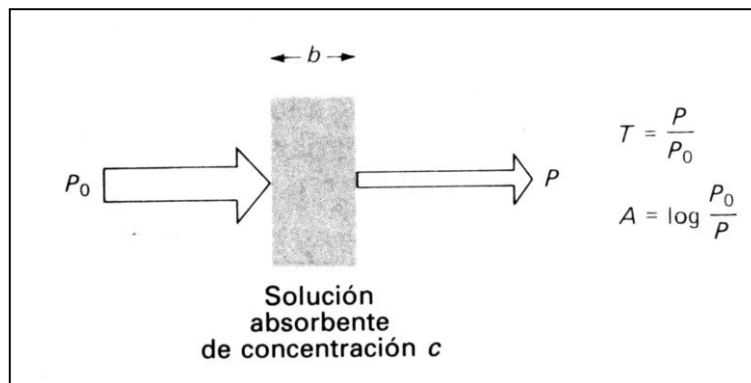 b
P₀
P
T = P / P₀
A = log P₀ / P
Solución
absorbente
de concentración c